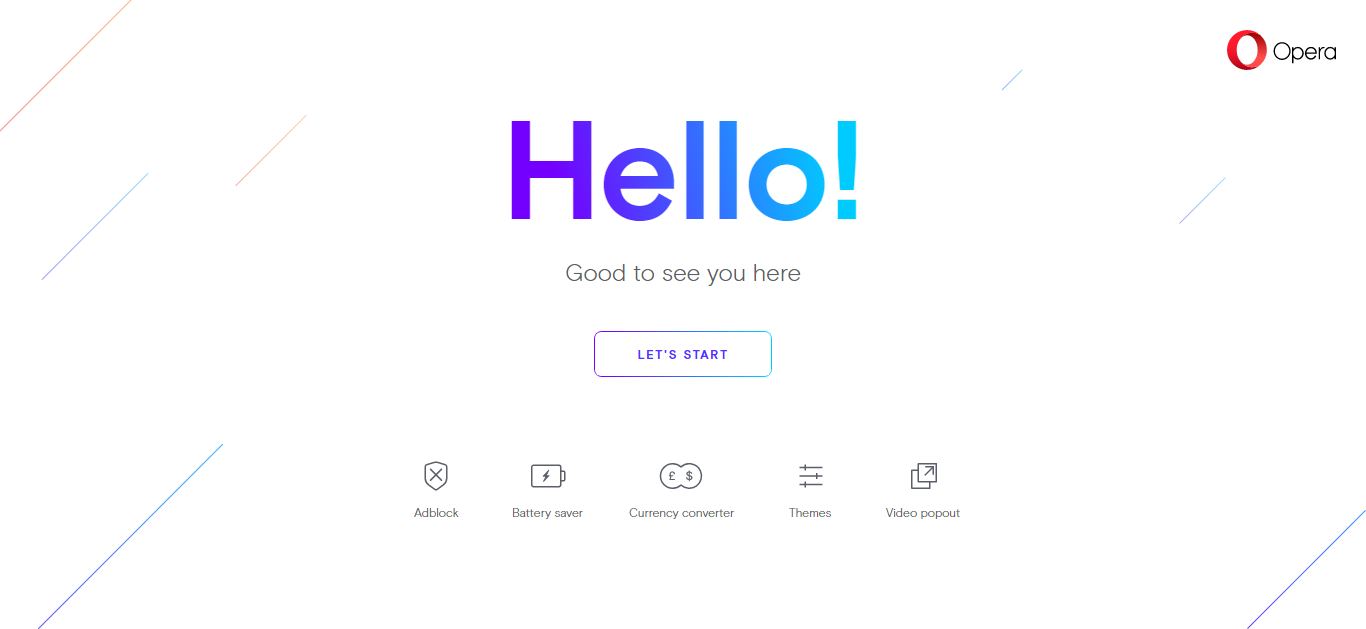 Opera
Hello!
Good to see you here
LET'S START
£ $
Adblock Battery saver Currency converter Themes Video popout